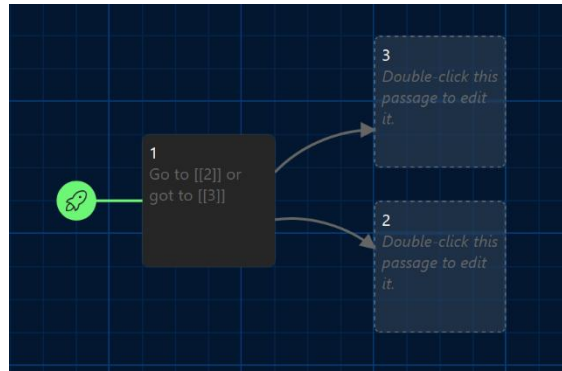 1
Go to [[2]] or
got to [[3]]
3
Double-click this
passage to edit
it.
2
Double-click this
passage to edit
it.